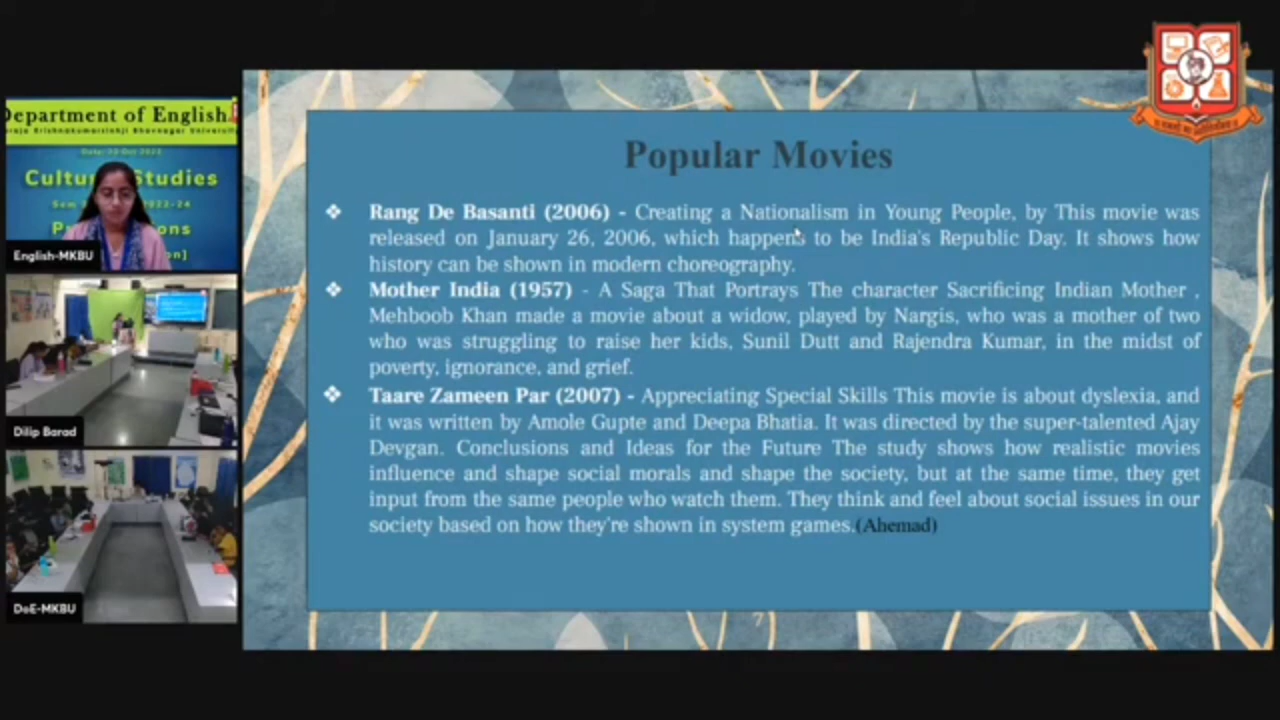 Department of English
Date: 30 Oct 2023
English-MKBU
Dilip Barad
DoE-MKBU
Popular Movies
❖ Rang De Basanti (2006) - Creating a Nationalism in Young People, by This movie was
released on January 26, 2006, which happens to be India's Republic Day. It shows how
history can be shown in modern choreography.
❖ Mother India (1957) - A Saga That Portrays The character Sacrificing Indian Mother ,
Mehboob Khan made a movie about a widow, played by Nargis, who was a mother of two
who was struggling to raise her kids, Sunil Dutt and Rajendra Kumar, in the midst of
poverty, ignorance, and grief.
❖ Taare Zameen Par (2007) - Appreciating Special Skills This movie is about dyslexia, and
it was written by Amole Gupte and Deepa Bhatia. It was directed by the super-talented Ajay
Devgan. Conclusions and Ideas for the Future The study shows how realistic movies
influence and shape social morals and shape the society, but at the same time, they get
input from the same people who watch them. They think and feel about social issues in our
society based on how they're shown in system games.(Ahemad)